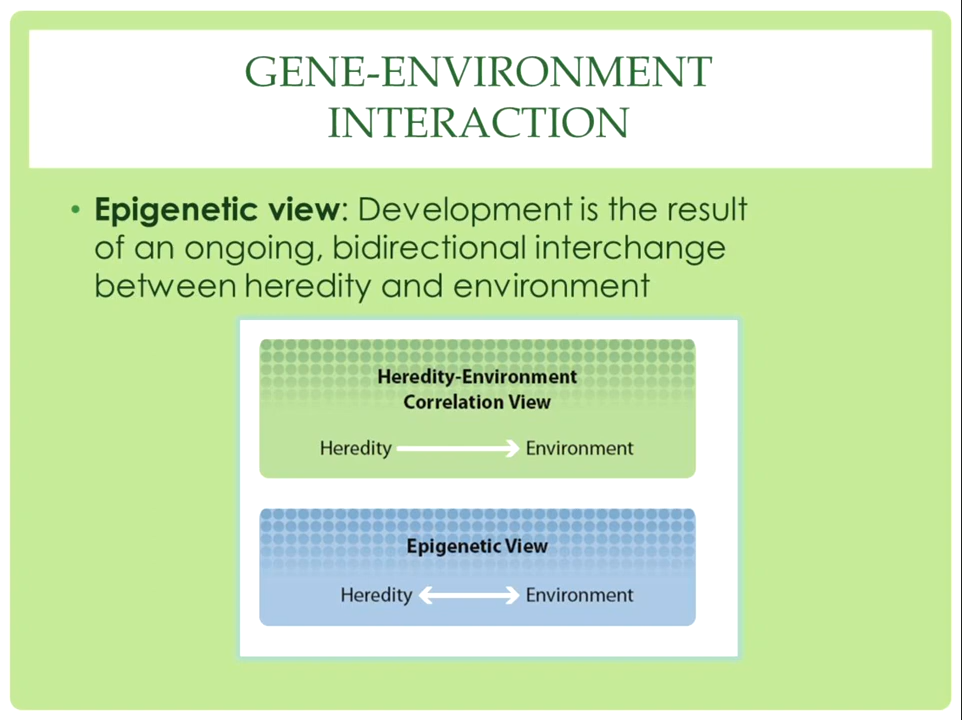 GENE-ENVIRONMENT
INTERACTION
• Epigenetic view: Development is the result
of an ongoing, bidirectional interchange
between heredity and environment
Heredity-Environment
Correlation View
Heredity Environment
Epigenetic View
Heredity Environment